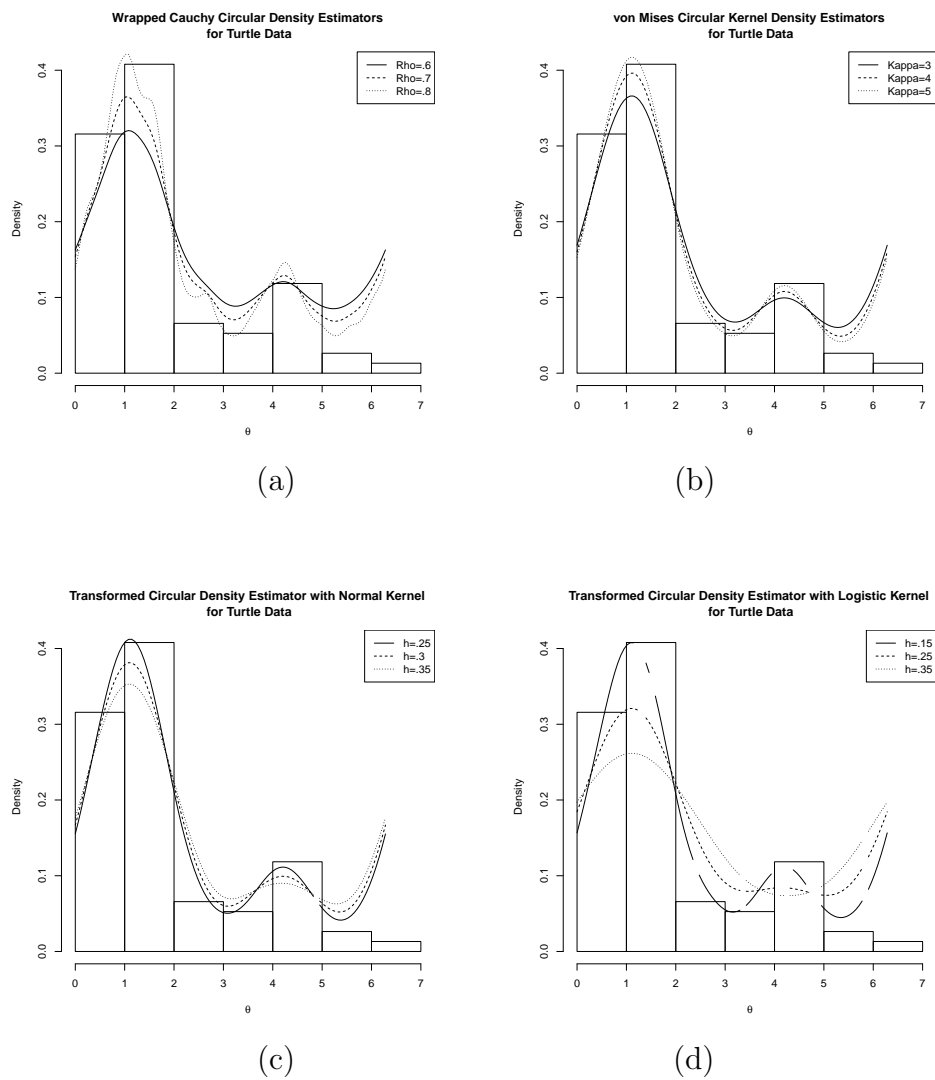 Wrapped Cauchy Circular Density Estimators
for Turtle Data
Rho=.6
Rho=.7
Rho=.8
Density
0.0
0.1
0.2
0.3
0.4
0 1 2 3 4 5 6 7
θ
(a)
von Mises Circular Kernel Density Estimators
for Turtle Data
Kappa=3
Kappa=4
Kappa=5
Density
0.0
0.1
0.2
0.3
0.4
0 1 2 3 4 5 6 7
θ
(b)
Transformed Circular Density Estimator with Normal Kernel
for Turtle Data
h=.25
h=.3
h=.35
Density
0.0
0.1
0.2
0.3
0.4
0 1 2 3 4 5 6 7
θ
(c)
Transformed Circular Density Estimator with Logistic Kernel
for Turtle Data
h=.15
h=.25
h=.35
Density
0.0
0.1
0.2
0.3
0.4
0 1 2 3 4 5 6 7
θ
(d)